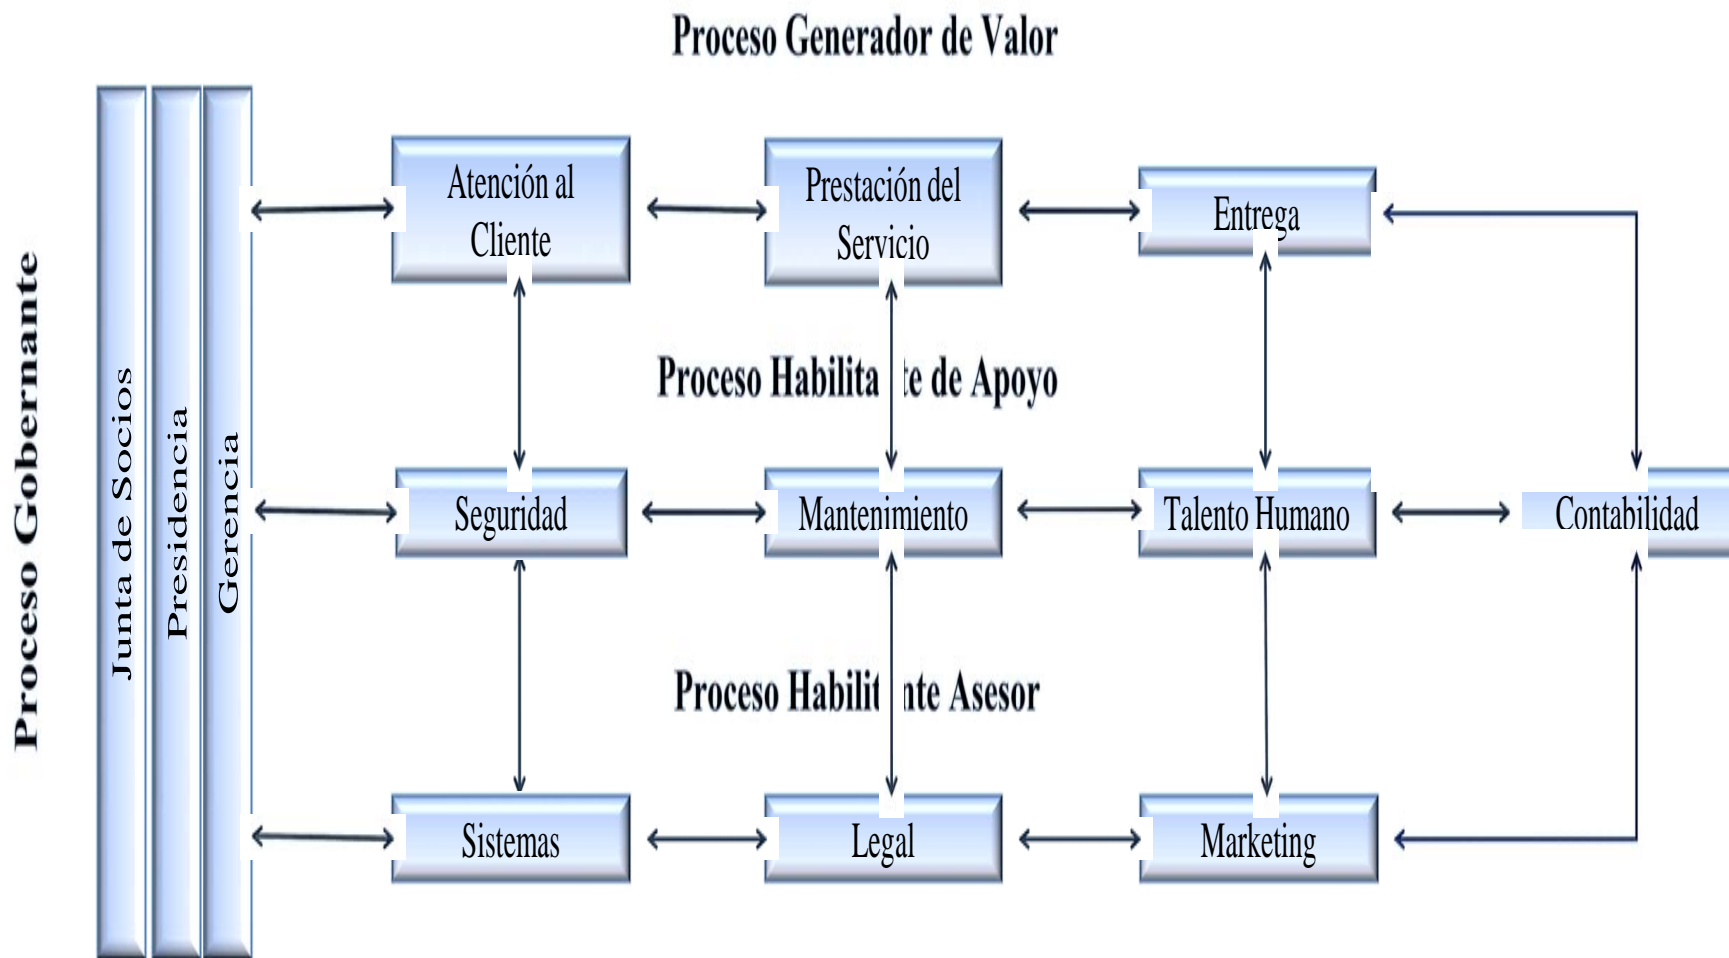 Proceso Generador de Valor
Proceso Gobernante
Junta de Socios
Presidencia
Gerencia
Atención al
Cliente
Prestación del
Servicio
Entrega
Proceso Habilita te de Apoyo
Seguridad
Mantenimiento
Talento Humano
Contabilidad
Proceso Habilit nte Asesor
Sistemas
Legal
Marketing